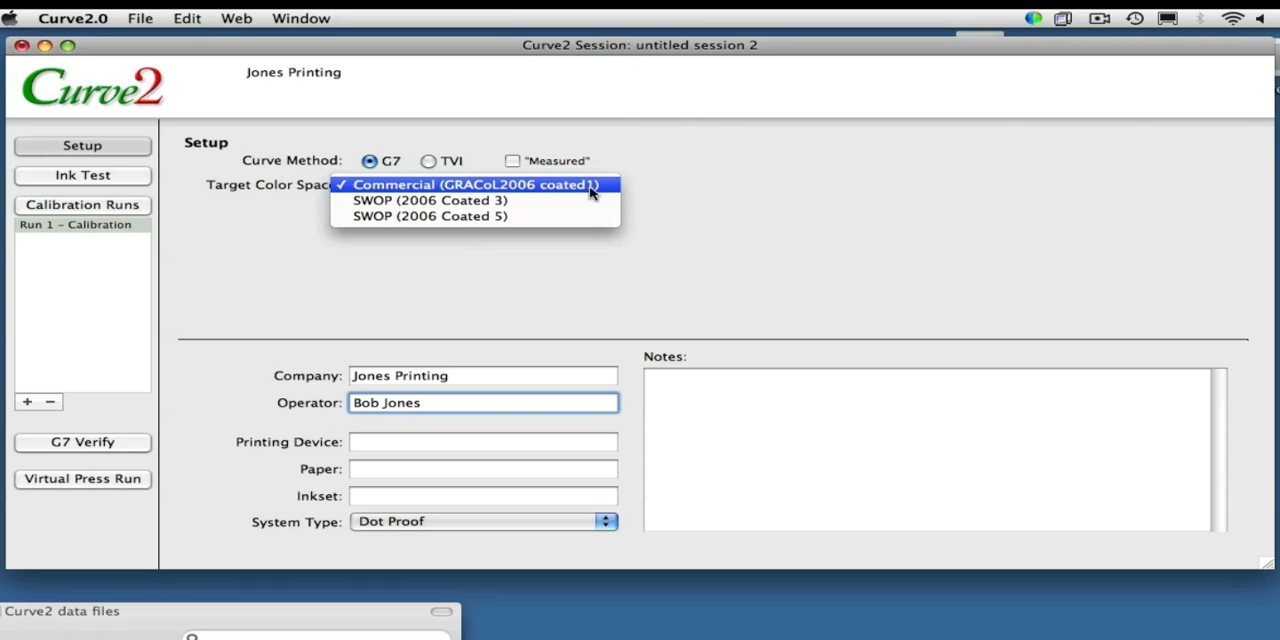 Curve2.0 File Edit Web Window
Curve2 Session: untitled session 2
Curve2
Jones Printing
Setup
Ink Test
Calibration Runs
Run 1 – Calibration
+ −
G7 Verify
Virtual Press Run
Setup
Curve Method: G7 TVI "Measured"
Target Color Spac
✓ Commercial (GRACoL2006 coated1)
SWOP (2006 Coated 3)
SWOP (2006 Coated 5)
Company: Jones Printing
Operator: Bob Jones
Printing Device:
Paper:
Inkset:
System Type: Dot Proof
Notes:
Curve2 data files